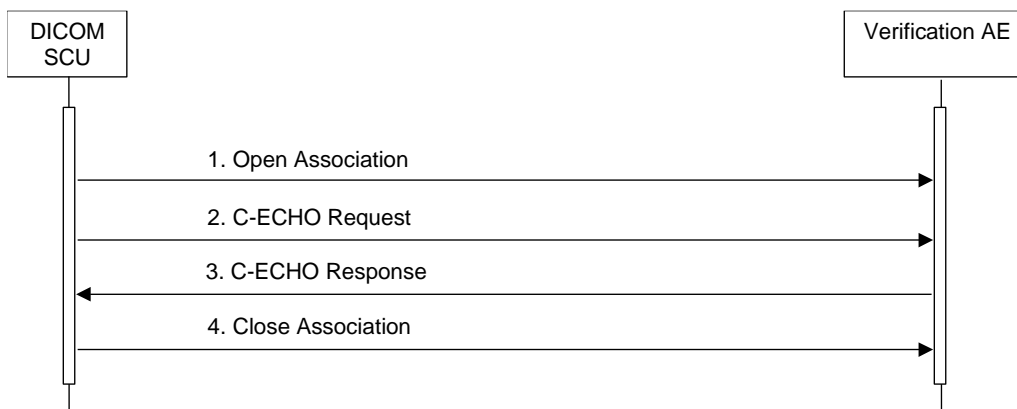 DICOM
SCU
Verification AE
1. Open Association
2. C-ECHO Request
3. C-ECHO Response
4. Close Association